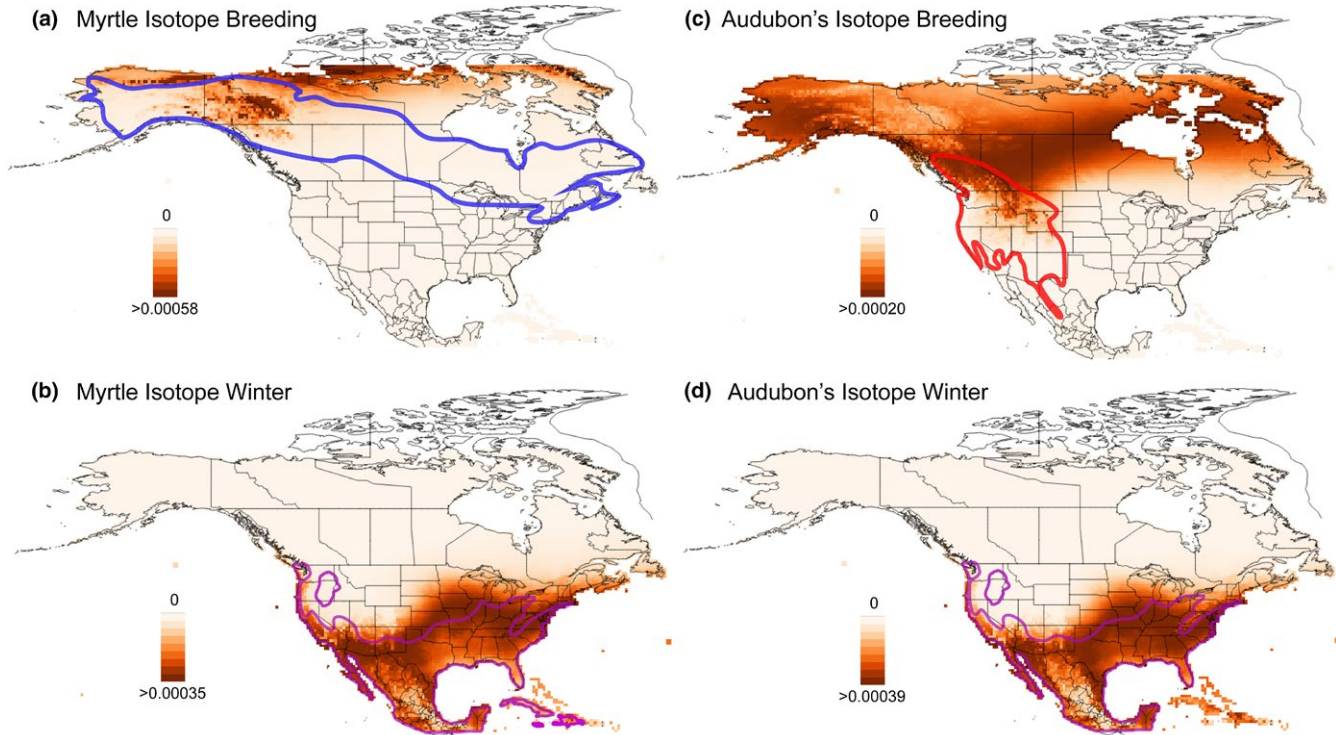 (a) Myrtle Isotope Breeding
0
>0.00058
(c) Audubon's Isotope Breeding
0
>0.00020
(b) Myrtle Isotope Winter
0
>0.00035
(d) Audubon's Isotope Winter
0
>0.00039